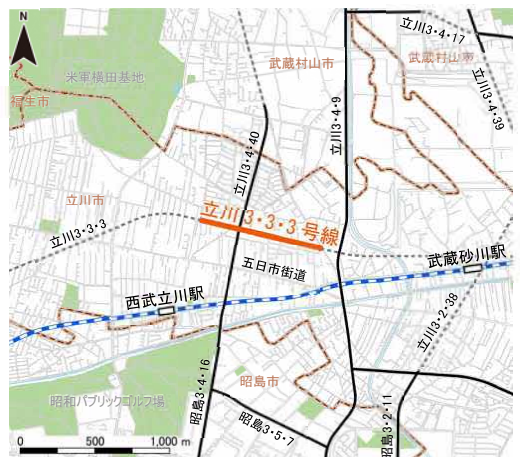 N
米軍横田基地
福生市
武蔵村山市
立川3・4・17
武蔵村山市
立川3・4・39
立川3・4・9
立川3・4・40
立川市
立川3・3・3
立川3・3・3号線
五日市街道
武蔵砂川駅
西武立川駅
立川3・2・38
昭和パブリックゴルフ場
昭島3・4・16
昭島市
昭島3・5・7
昭島3・2・11
0 500 1,000 m